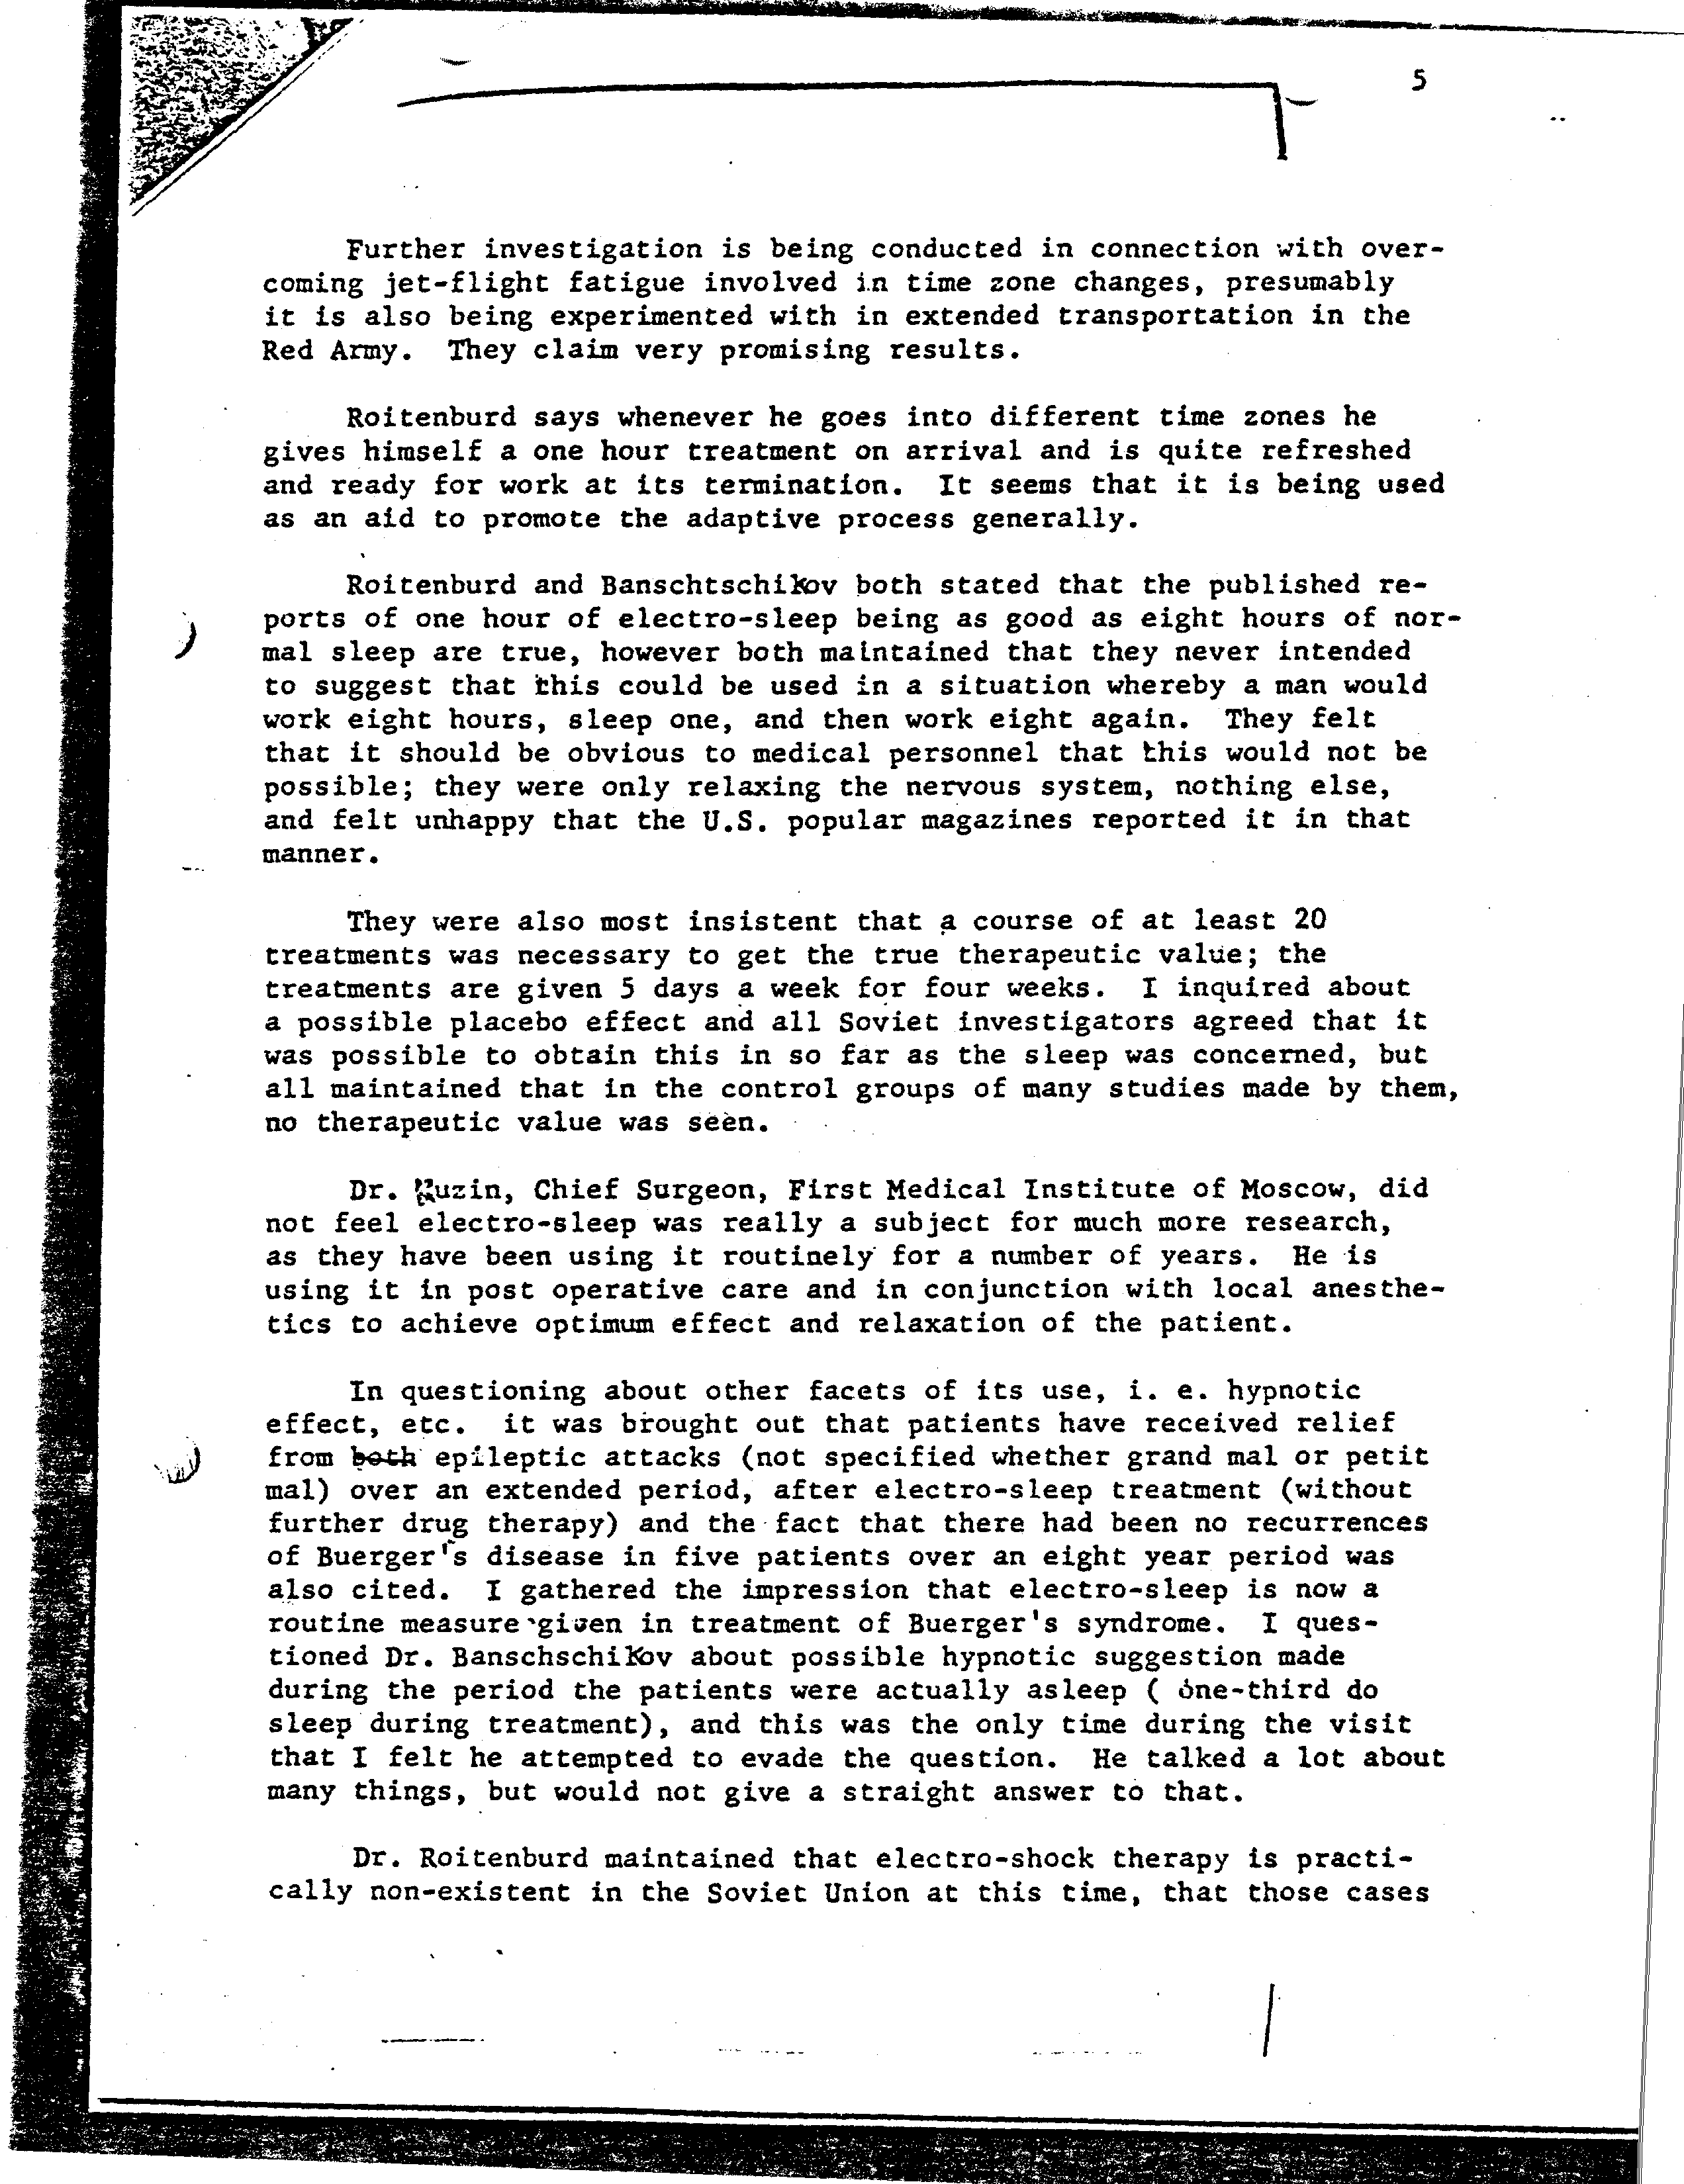 5
Further investigation is being conducted in connection with over-
coming jet-flight fatigue involved in time zone changes, presumably
it is also being experimented with in extended transportation in the
Red Army. They claim very promising results.
Roitenburd says whenever he goes into different time zones he
gives himself a one hour treatment on arrival and is quite refreshed
and ready for work at its termination. It seems that it is being used
as an aid to promote the adaptive process generally.
Roitenburd and Banschtschikov both stated that the published re-
ports of one hour of electro-sleep being as good as eight hours of nor-
mal sleep are true, however both maintained that they never intended
to suggest that this could be used in a situation whereby a man would
work eight hours, sleep one, and then work eight again. They felt
that it should be obvious to medical personnel that this would not be
possible; they were only relaxing the nervous system, nothing else,
and felt unhappy that the U.S. popular magazines reported it in that
manner.
They were also most insistent that a course of at least 20
treatments was necessary to get the true therapeutic value; the
treatments are given 5 days a week for four weeks. I inquired about
a possible placebo effect and all Soviet investigators agreed that it
was possible to obtain this in so far as the sleep was concerned, but
all maintained that in the control groups of many studies made by them,
no therapeutic value was seen.
Dr. Chief Surgeon, First Medical Institute of Moscow, did
not feel electro-sleep was really a subject for much more research,
as they have been using it routinely for a number of years. He is
using it in post operative care and in conjunction with local anesthe-
tics to achieve optimum effect and relaxation of the patient.
In questioning about other facets of its use, i. e. hypnotic
effect, etc. it was brought out that patients have received relief
from both epileptic attacks (not specified whether grand mal or petit
mal) over an extended period, after electro-sleep treatment (without
further drug therapy) and the fact that there had been no recurrences
of Buerger's disease in five patients over an eight year period was
also cited. I gathered the impression that electro-sleep is now a
routine measure given in treatment of Buerger's syndrome. I ques-
tioned Dr. Banschschikov about possible hypnotic suggestion made
during the period the patients were actually asleep ( one-third do
sleep during treatment), and this was the only time during the visit
that I felt he attempted to evade the question. He talked a lot about
many things, but would not give a straight answer to that.
Dr. Roitenburd maintained that electro-shock therapy is practi-
cally non-existent in the Soviet Union at this time, that those cases